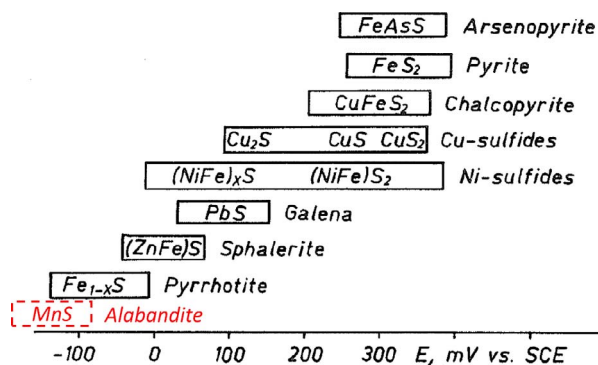 FeAsS Arsenopyrite
FeS₂ Pyrite
CuFeS₂ Chalcopyrite
Cu₂S CuS CuS₂ Cu-sulfides
(NiFe)ₓS (NiFe)S₂ Ni-sulfides
PbS Galena
(ZnFe)S Sphalerite
Fe₁₋ₓS Pyrrhotite
MnS Alabandite
-100 0 100 200 300 E, mV vs. SCE